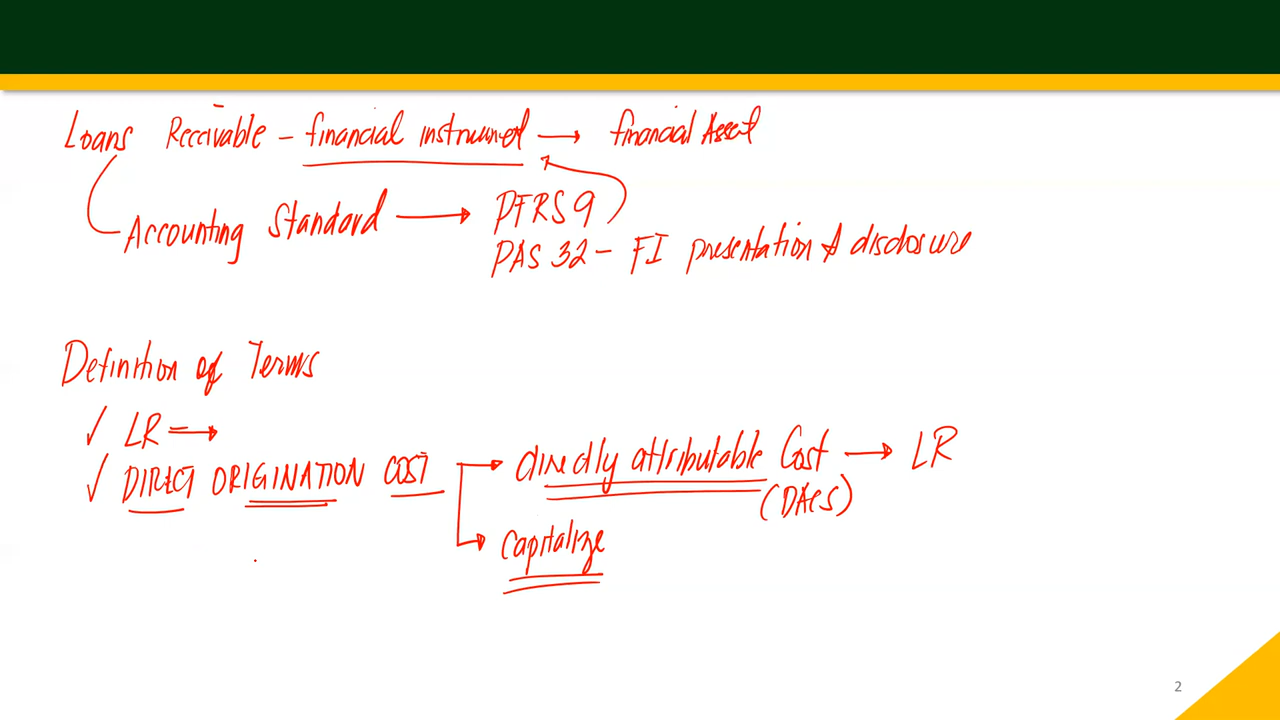 Loans Receivable - financial instrument → financial Asset
Accounting Standard → PFRS 9
PAS 32 - FI presentation & disclosure
Definition of Terms
✓ LR →
✓ DIRECT ORIGINATION COST → directly attributable Cost → LR
(DACs)
→ Capitalize
2